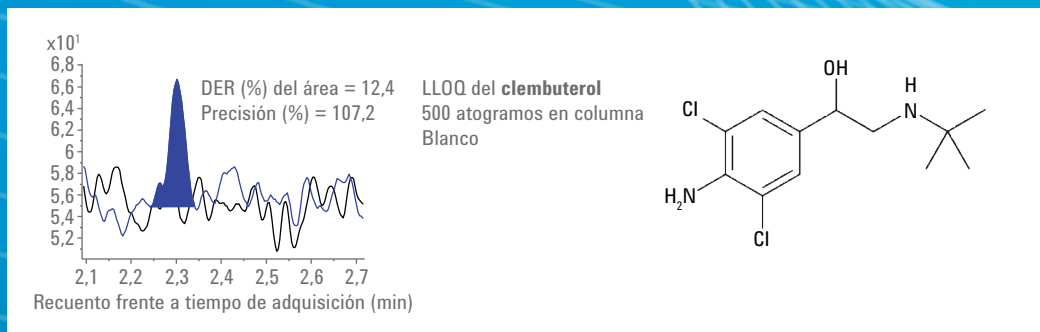 x10¹
6,8
6,6
6,4
6,2
6
5,8
5,6
5,4
5,2
2,1 2,2 2,3 2,4 2,5 2,6 2,7
Recuento frente a tiempo de adquisición (min)
DER (%) del área = 12,4
Precisión (%) = 107,2
LLOQ del clembuterol
500 atogramos en columna
Blanco
OH
H
N
Cl
H₂N
Cl